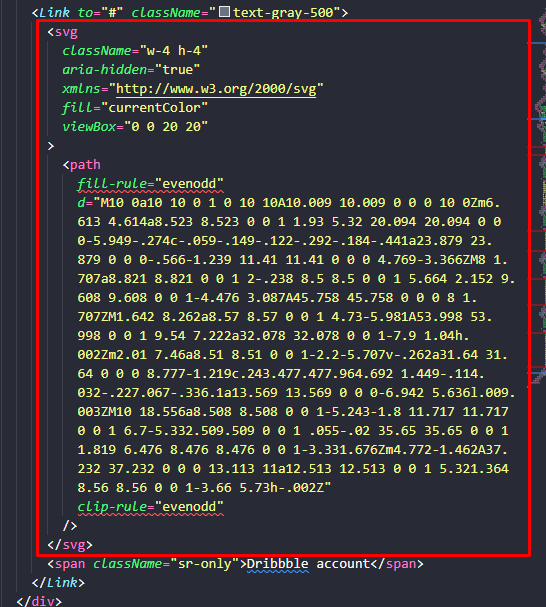 <Link to="#" className="text-gray-500">
<svg
className="w-4 h-4"
aria-hidden="true"
xmlns="http://www.w3.org/2000/svg"
fill="currentColor"
viewBox="0 0 20 20"
>
<path
fill-rule="evenodd"
d="M10 0a10 10 0 1 0 10 10A10.009 10.009 0 0 0 10 0Zm6.
613 4.614a8.523 8.523 0 0 1 1.93 5.32 20.094 20.094 0 0
0-5.949-.274c-.059-.149-.122-.292-.184-.441a23.879 23.
879 0 0 0-.566-1.239 11.41 11.41 0 0 0 4.769-3.366ZM8 1.
707a8.821 8.821 0 0 1 2-.238 8.5 8.5 0 0 1 5.664 2.152 9.
608 9.608 0 0 1-4.476 3.087A45.758 45.758 0 0 0 8 1.
707ZM1.642 8.262a8.57 8.57 0 0 1 4.73-5.981A53.998 53.
998 0 0 1 9.54 7.222a32.078 32.078 0 0 1-7.9 1.04h.
002Zm2.01 7.46a8.51 8.51 0 0 1-2.2-5.707v-.262a31.64 31.
64 0 0 0 8.777-1.219c.243.477.477.964.692 1.449-.114.
032-.227.067-.336.1a13.569 13.569 0 0 0-6.942 5.636l.009.
003ZM10 18.556a8.508 8.508 0 0 1-5.243-1.8 11.717 11.717
0 0 1 6.7-5.332.509.509 0 0 1 .055-.02 35.65 35.65 0 0 1
1.819 6.476 8.476 8.476 0 0 1-3.331.676Zm4.772-1.462A37.
232 37.232 0 0 0 13.113 11a12.513 12.513 0 0 1 5.321.364
8.56 8.56 0 0 1-3.66 5.73h-.002Z"
clip-rule="evenodd"
/>
</svg>
<span className="sr-only">Dribbble account</span>
</Link>
</div>